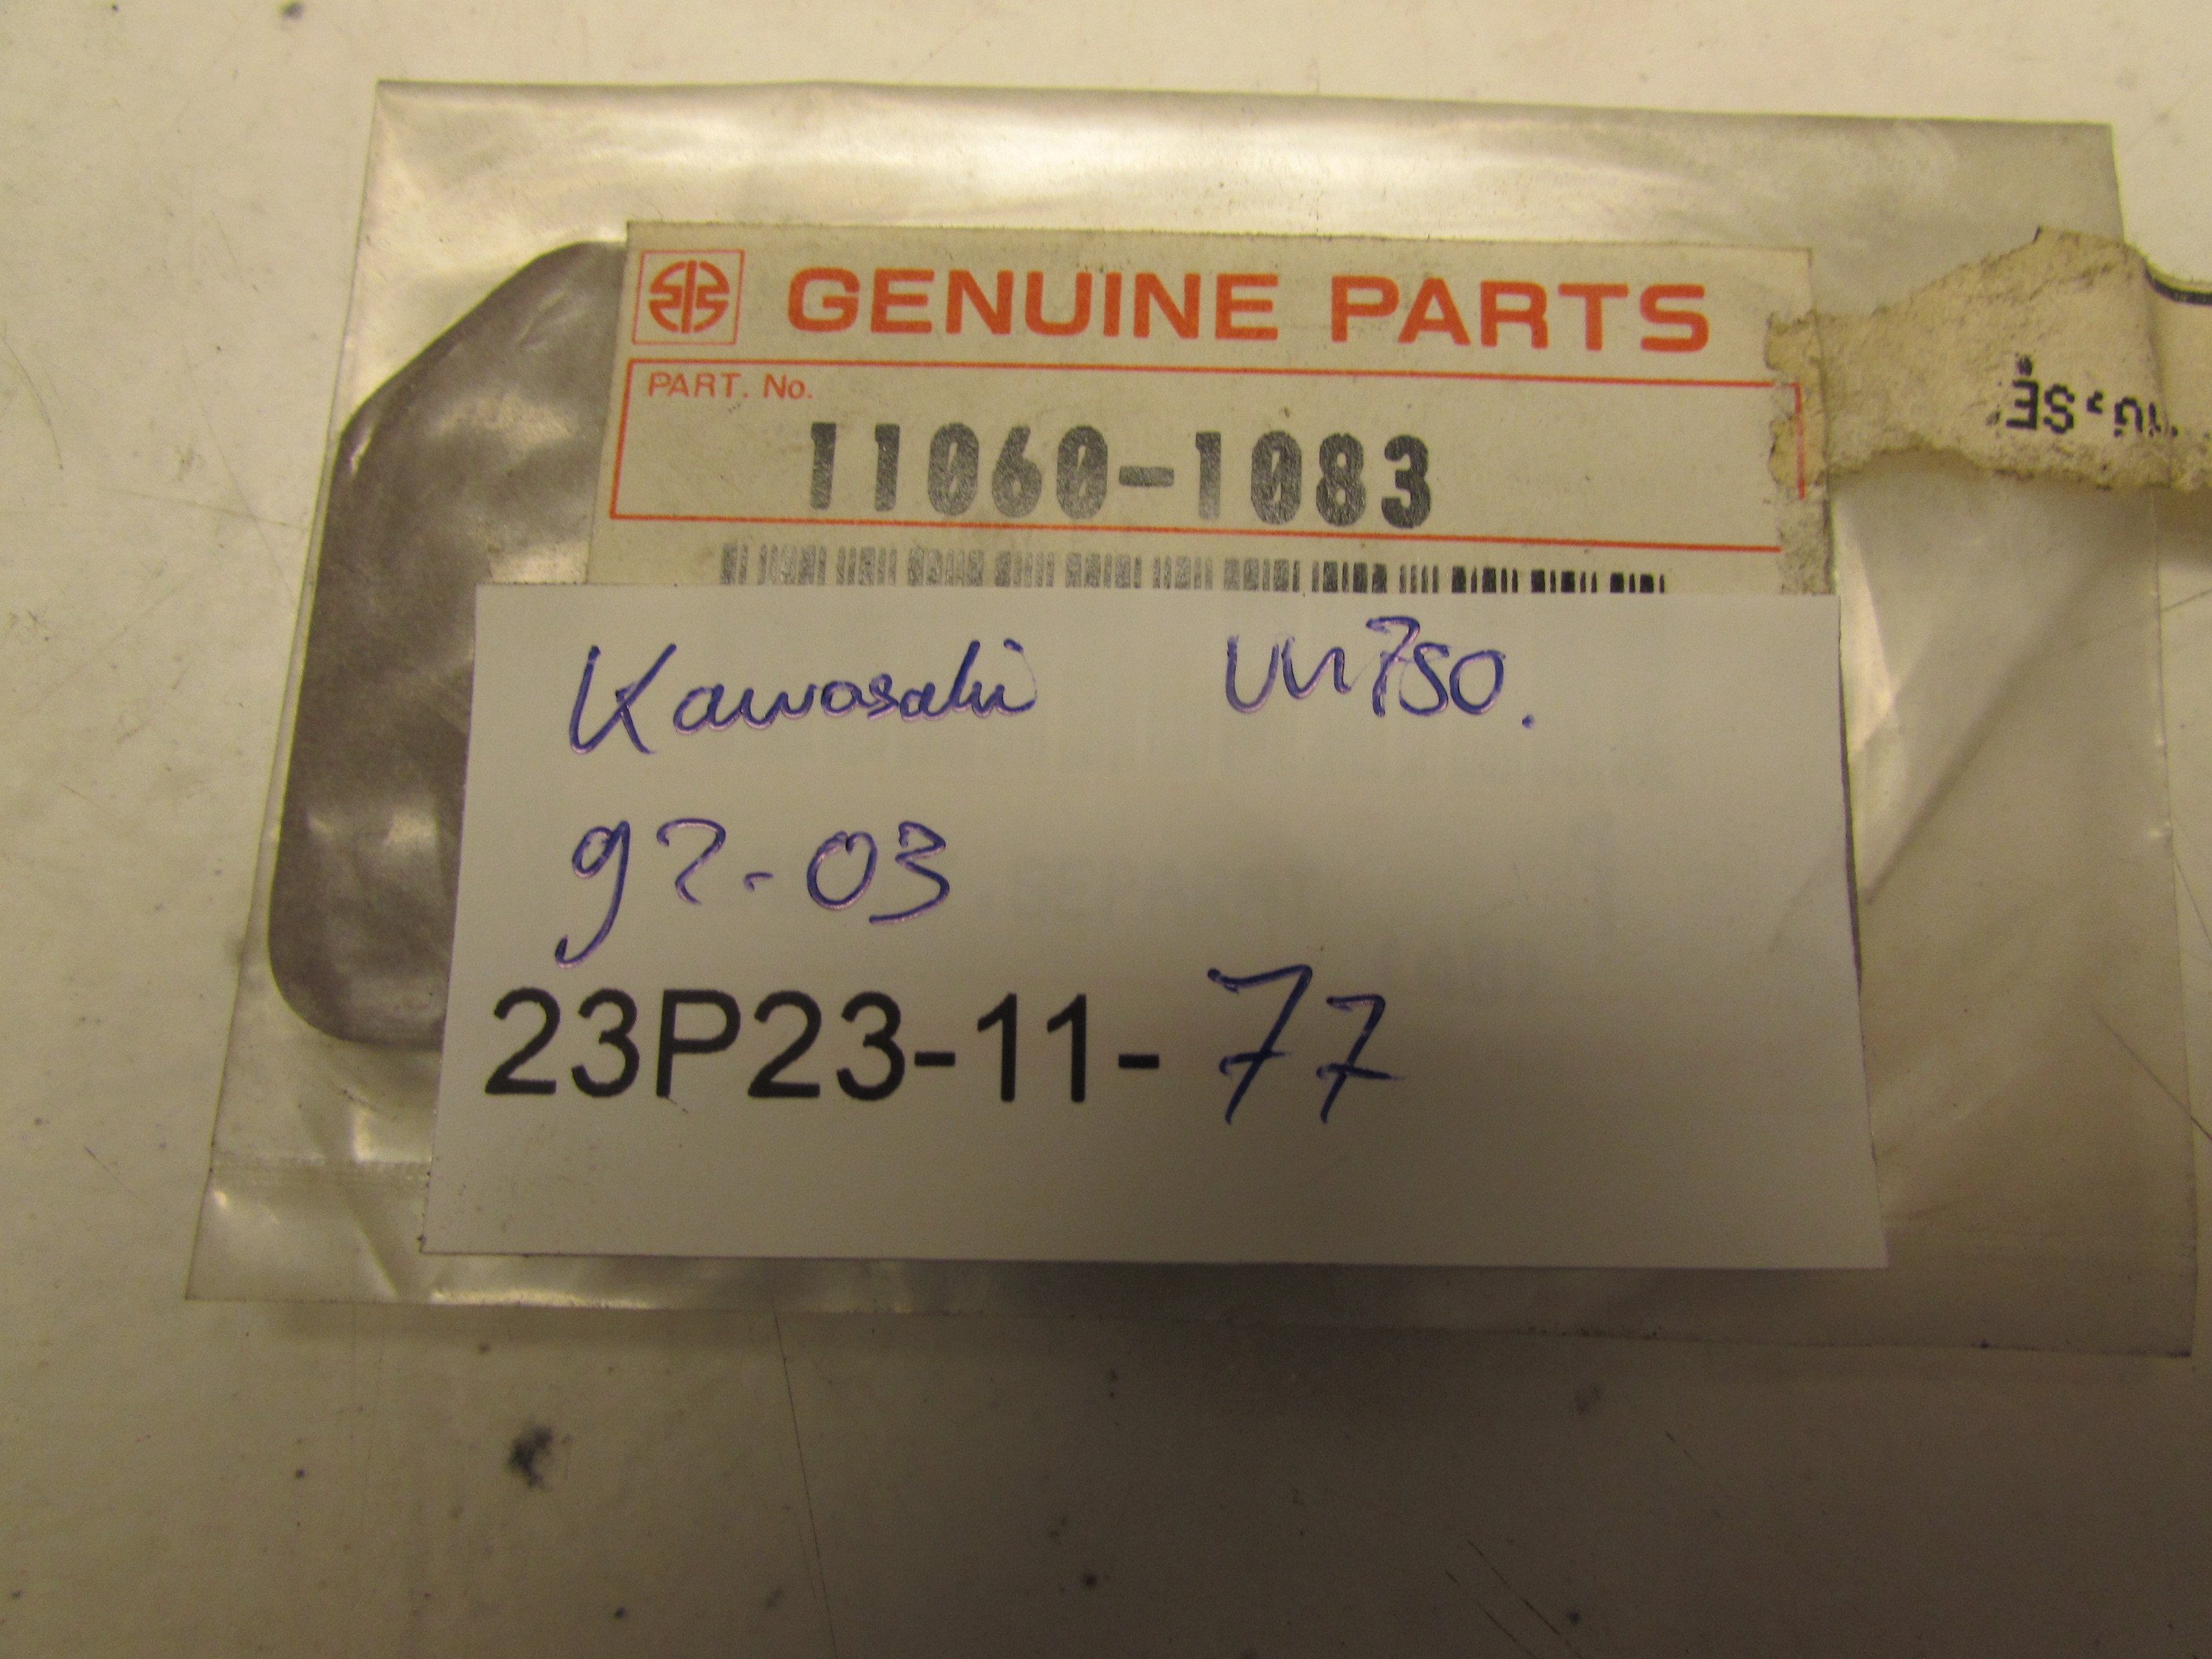 GENUINE PARTS
PART. No.
11060-1083
Kawasaki Vn750.
92-03
23P23-11-77